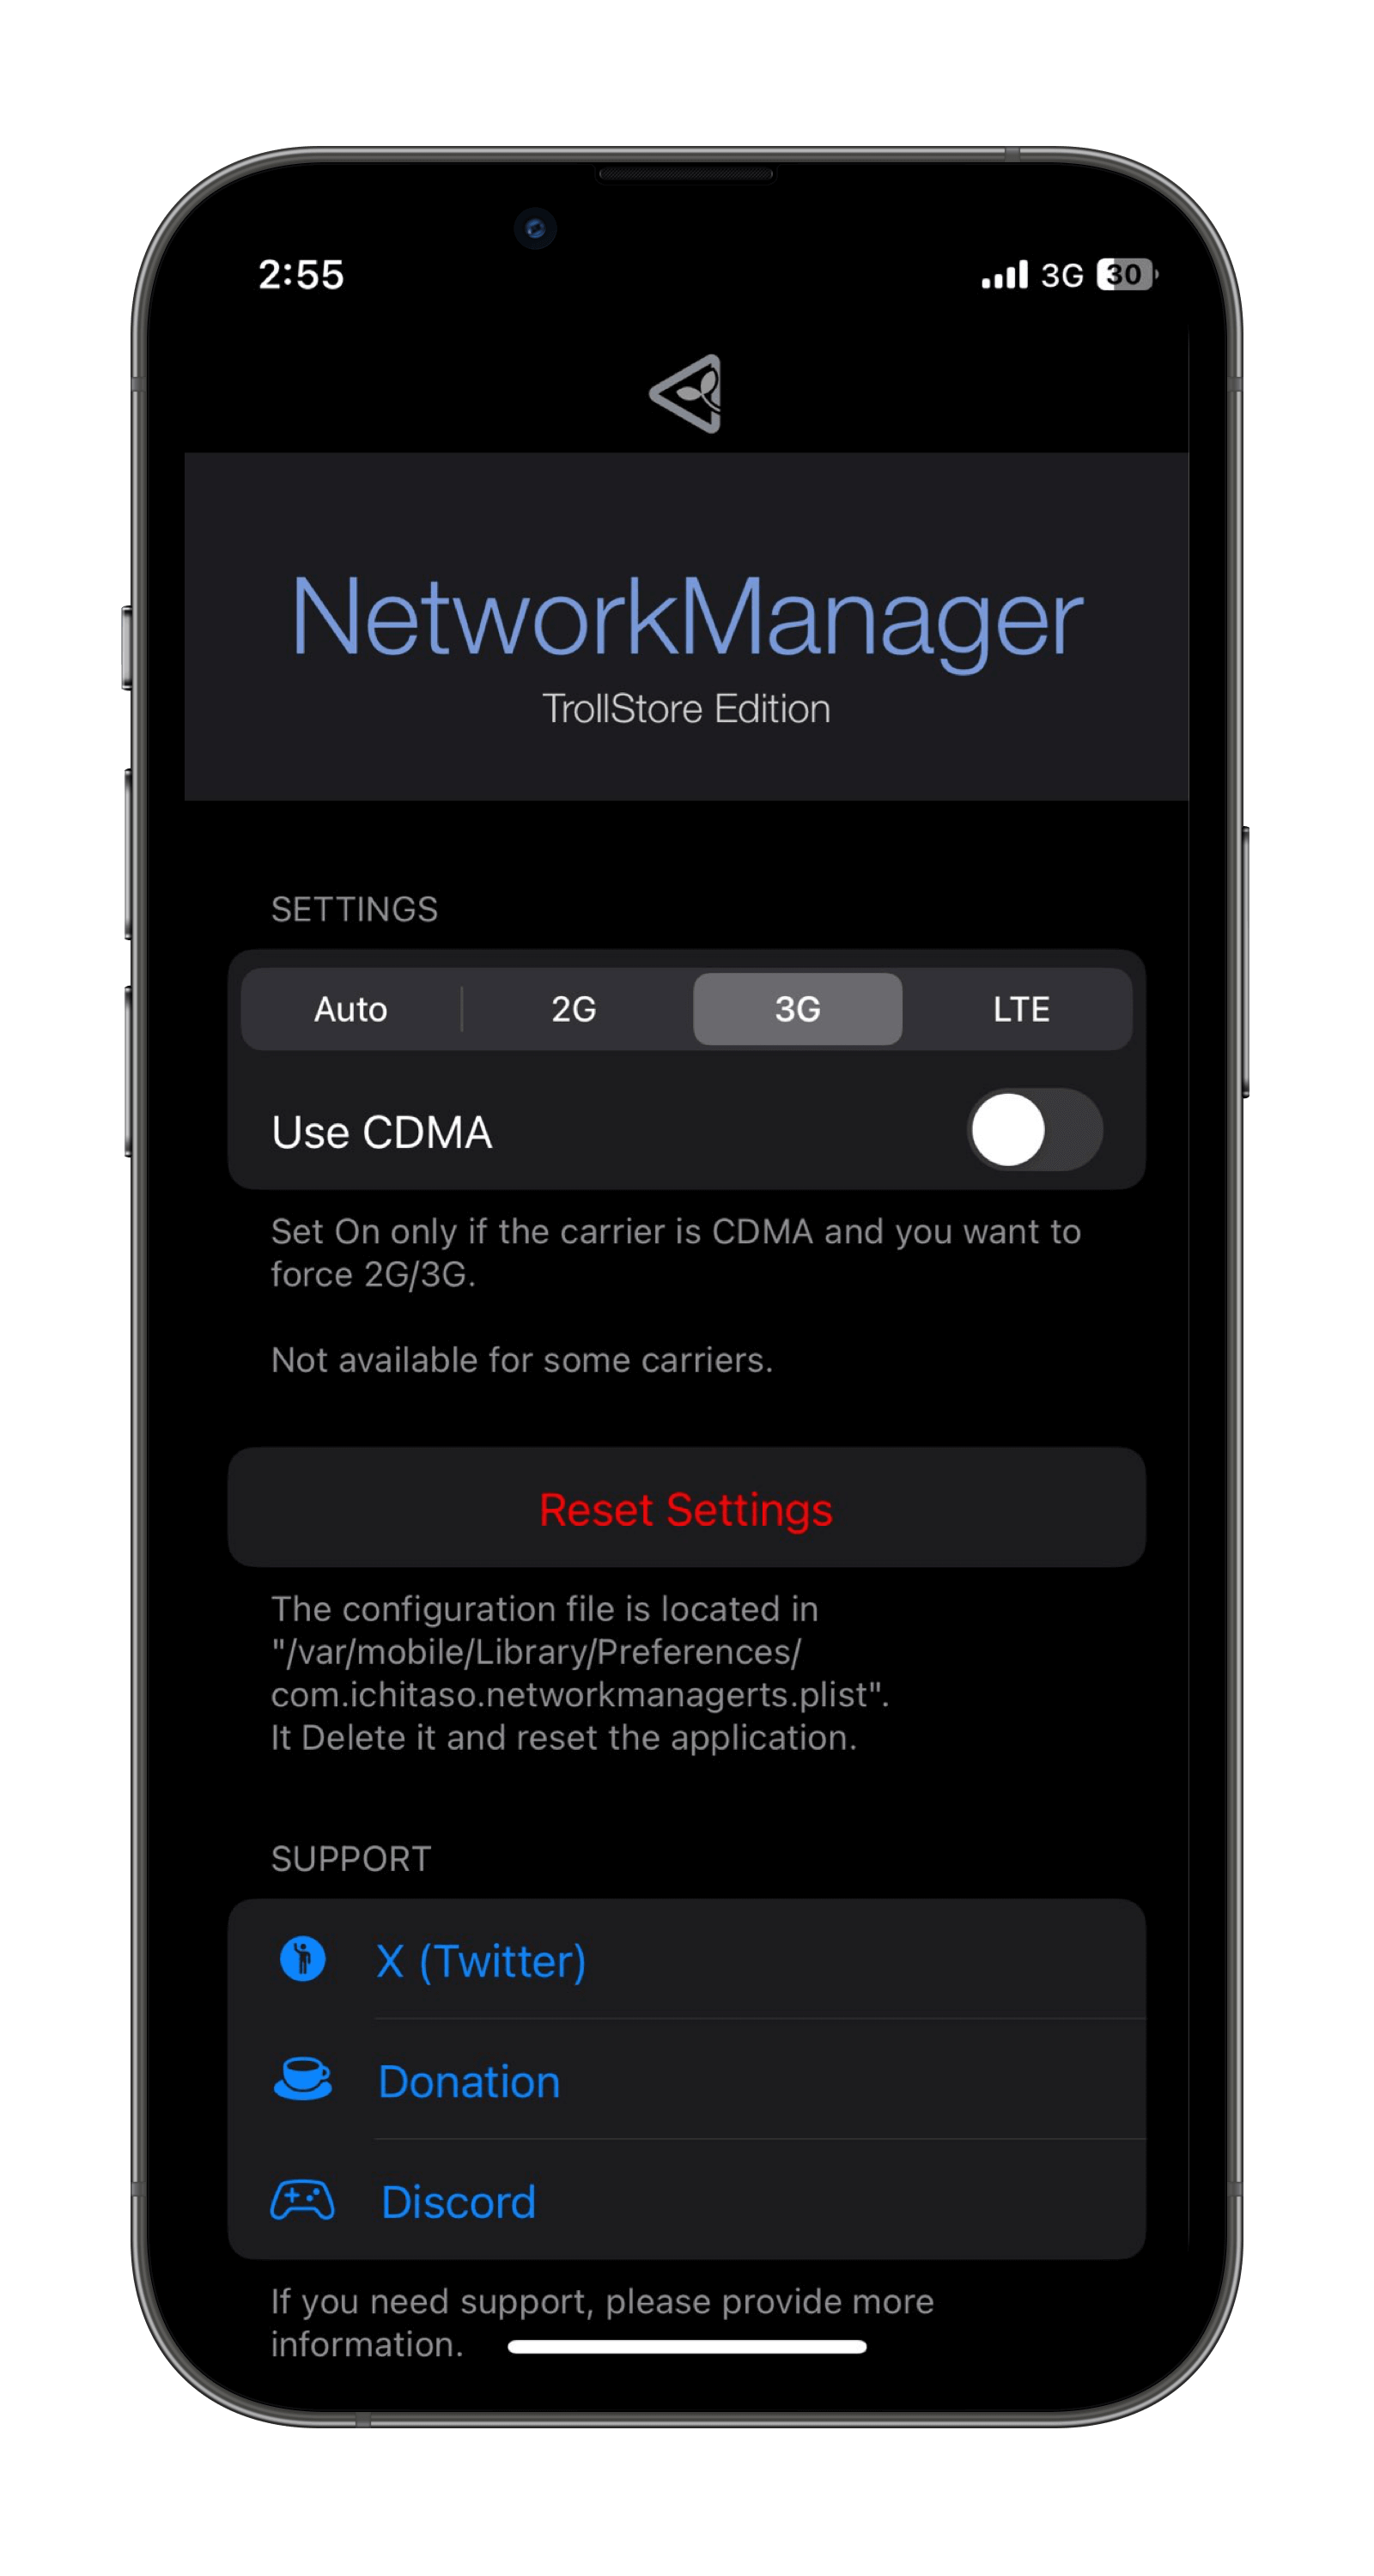 2:55
3G 30
NetworkManager
TrollStore Edition
SETTINGS
Auto 2G 3G LTE
Use CDMA
Set On only if the carrier is CDMA and you want to
force 2G/3G.
Not available for some carriers.
Reset Settings
The configuration file is located in
"/var/mobile/Library/Preferences/
com.ichitaso.networkmanagerts.plist".
It Delete it and reset the application.
SUPPORT
X (Twitter)
Donation
Discord
If you need support, please provide more
information.